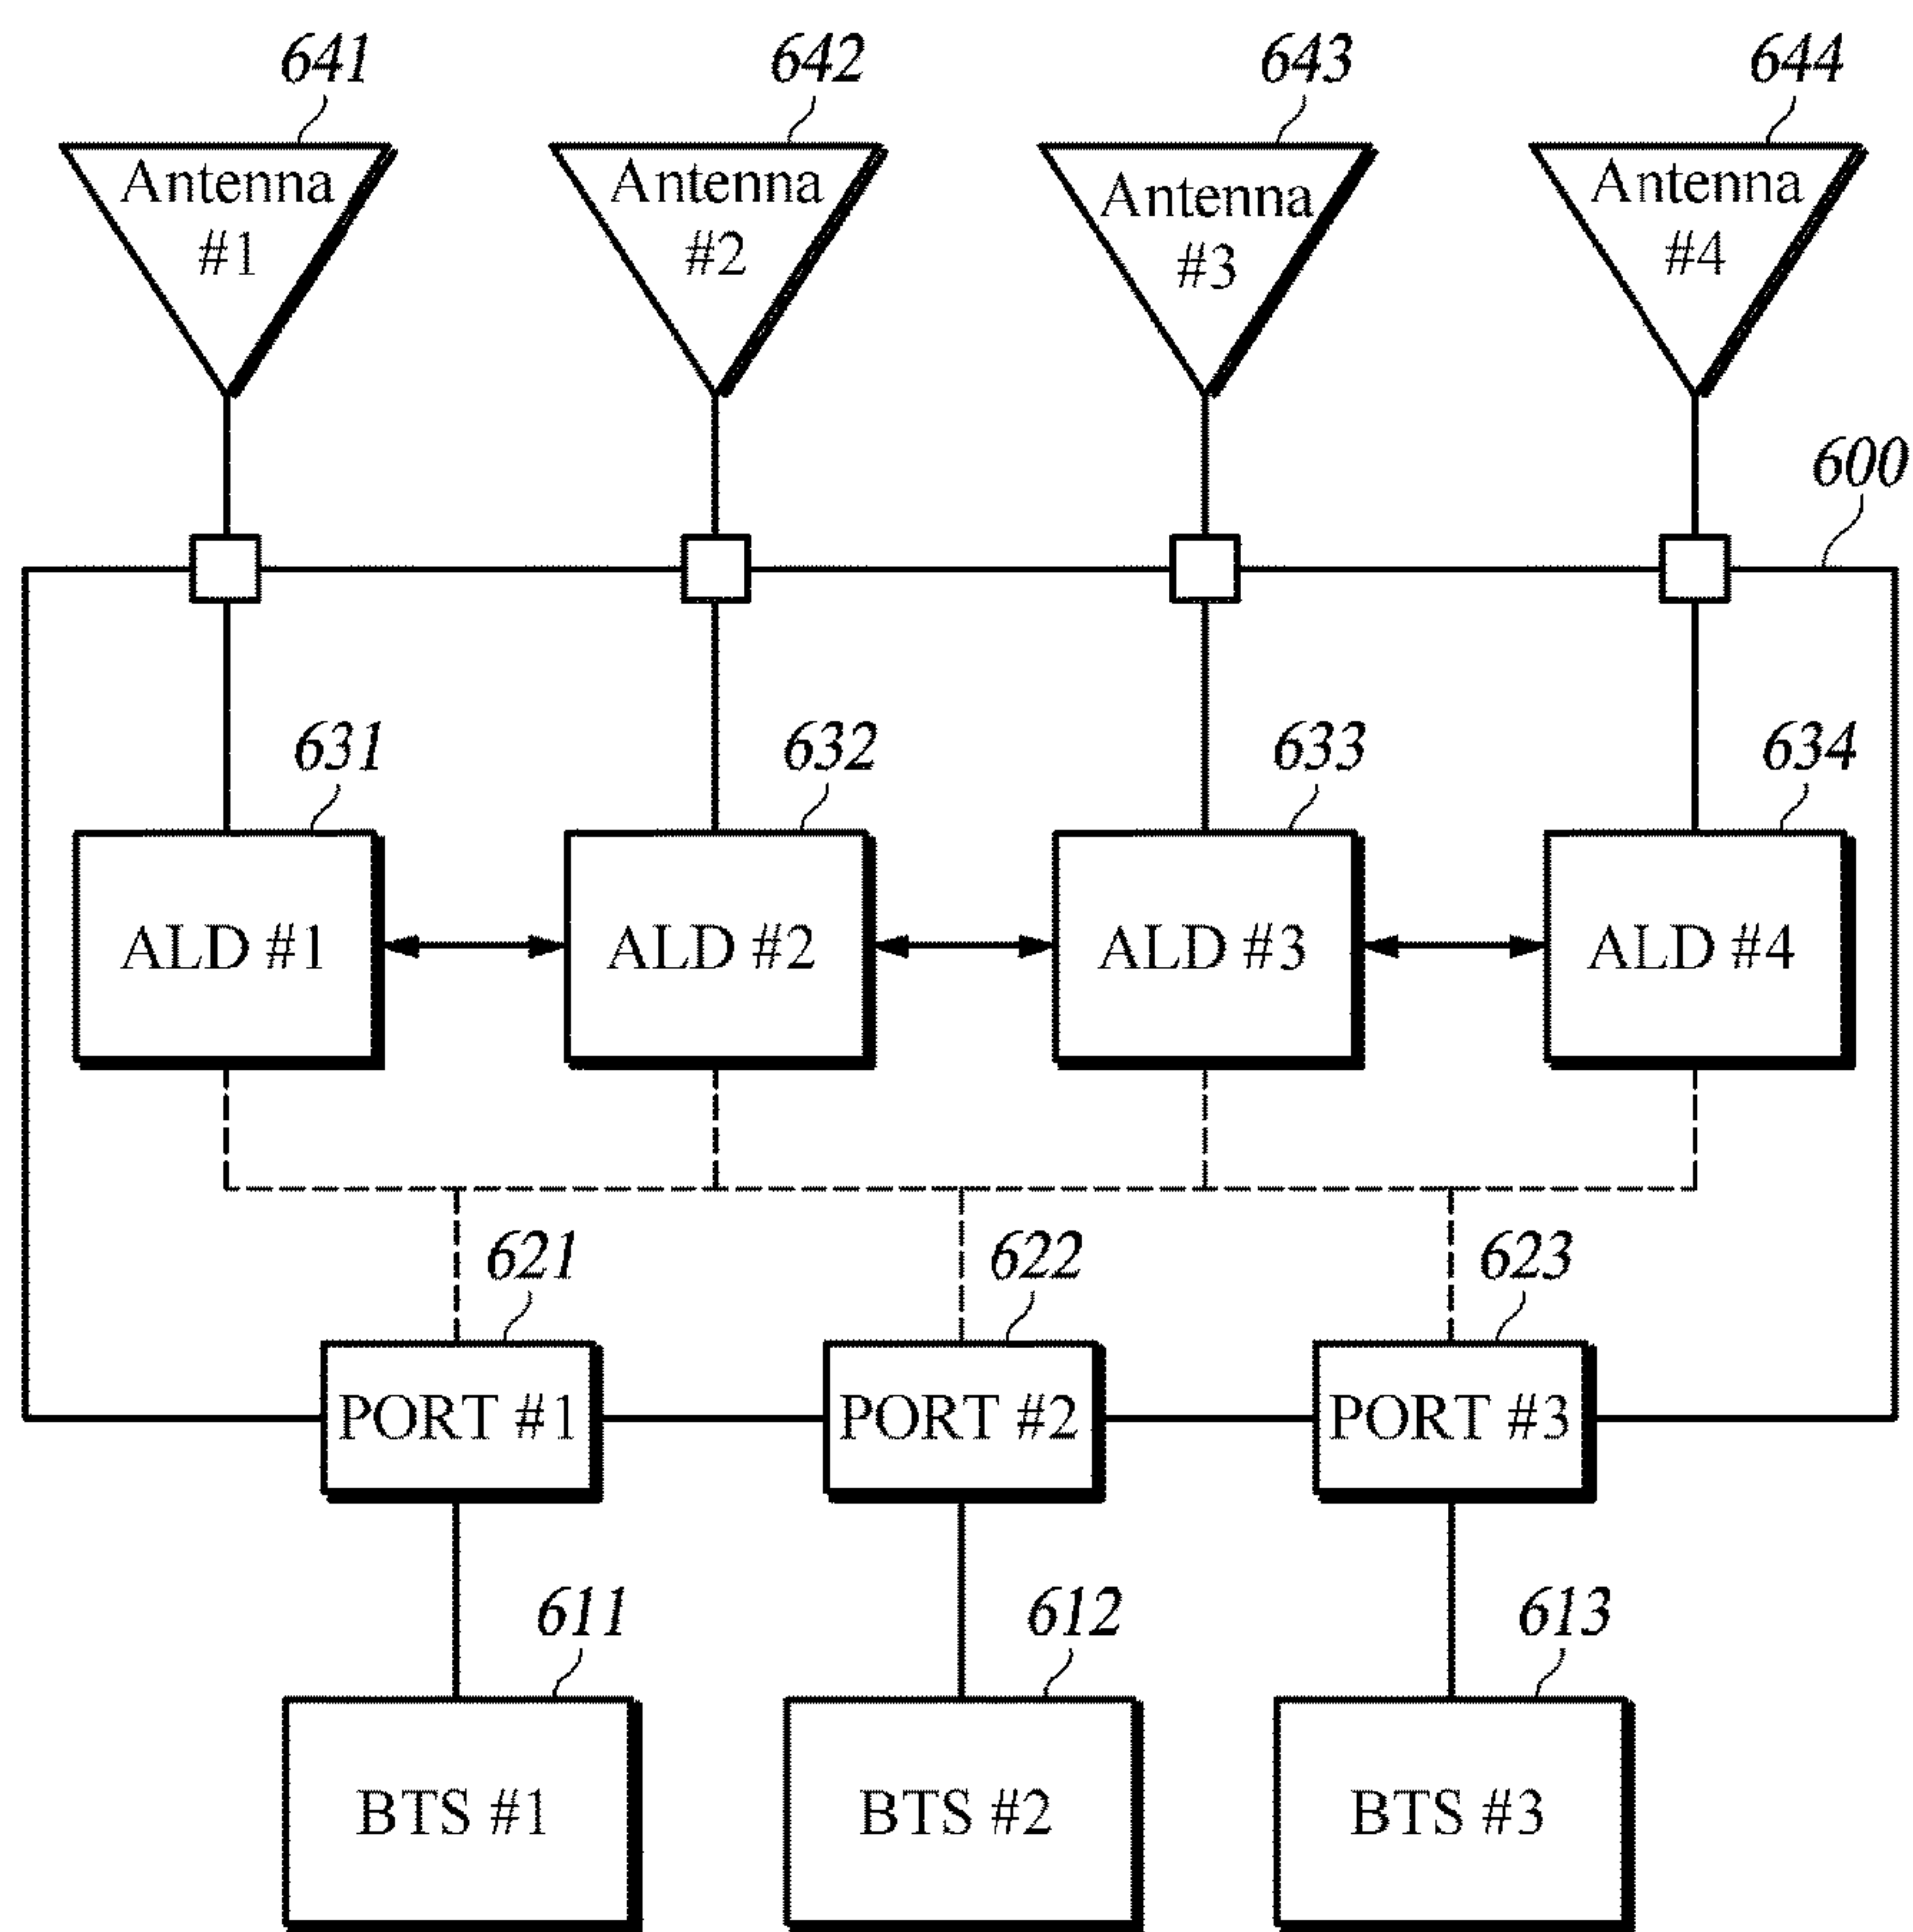 641 642 643 644
Antenna Antenna Antenna Antenna
#1 #2 #3 #4
600
631 632 633 634
ALD #1 ALD #2 ALD #3 ALD #4
621 622 623
PORT #1 PORT #2 PORT #3
611 612 613
BTS #1 BTS #2 BTS #3